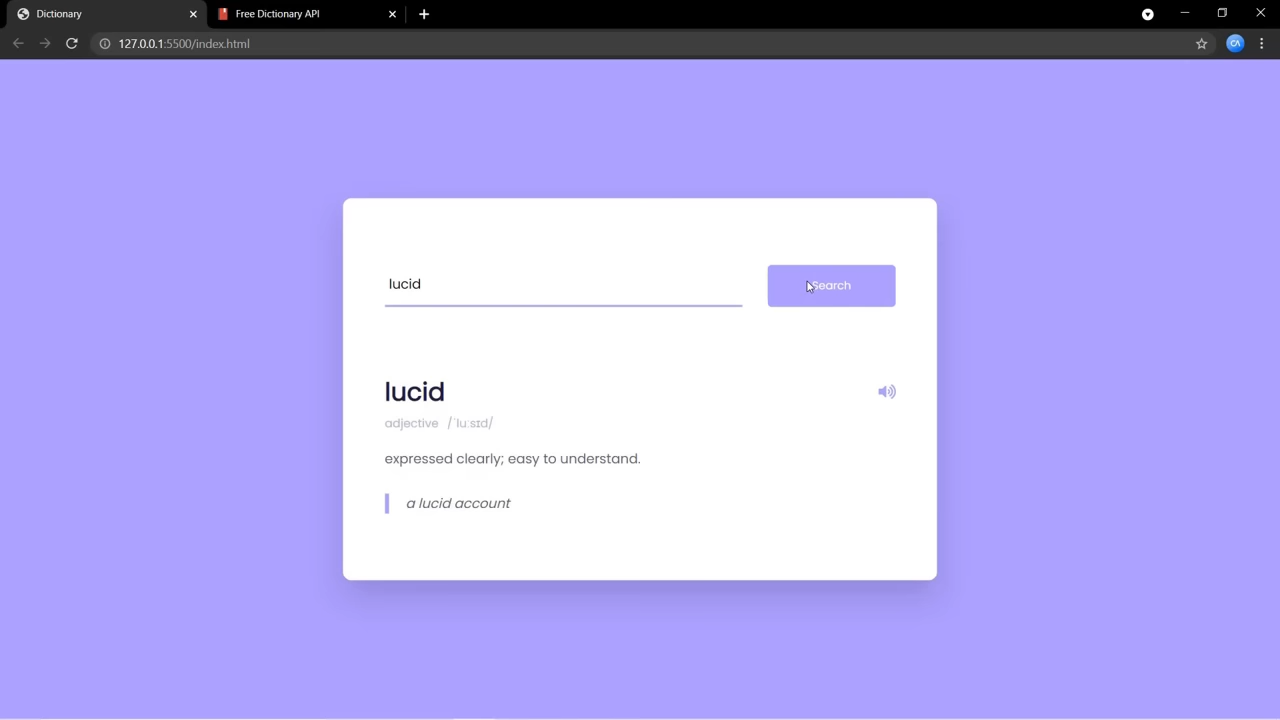 Dictionary
Free Dictionary API
127.0.0.1:5500/index.html
lucid
Search
lucid
adjective /ˈluːsɪd/
expressed clearly; easy to understand.
a lucid account